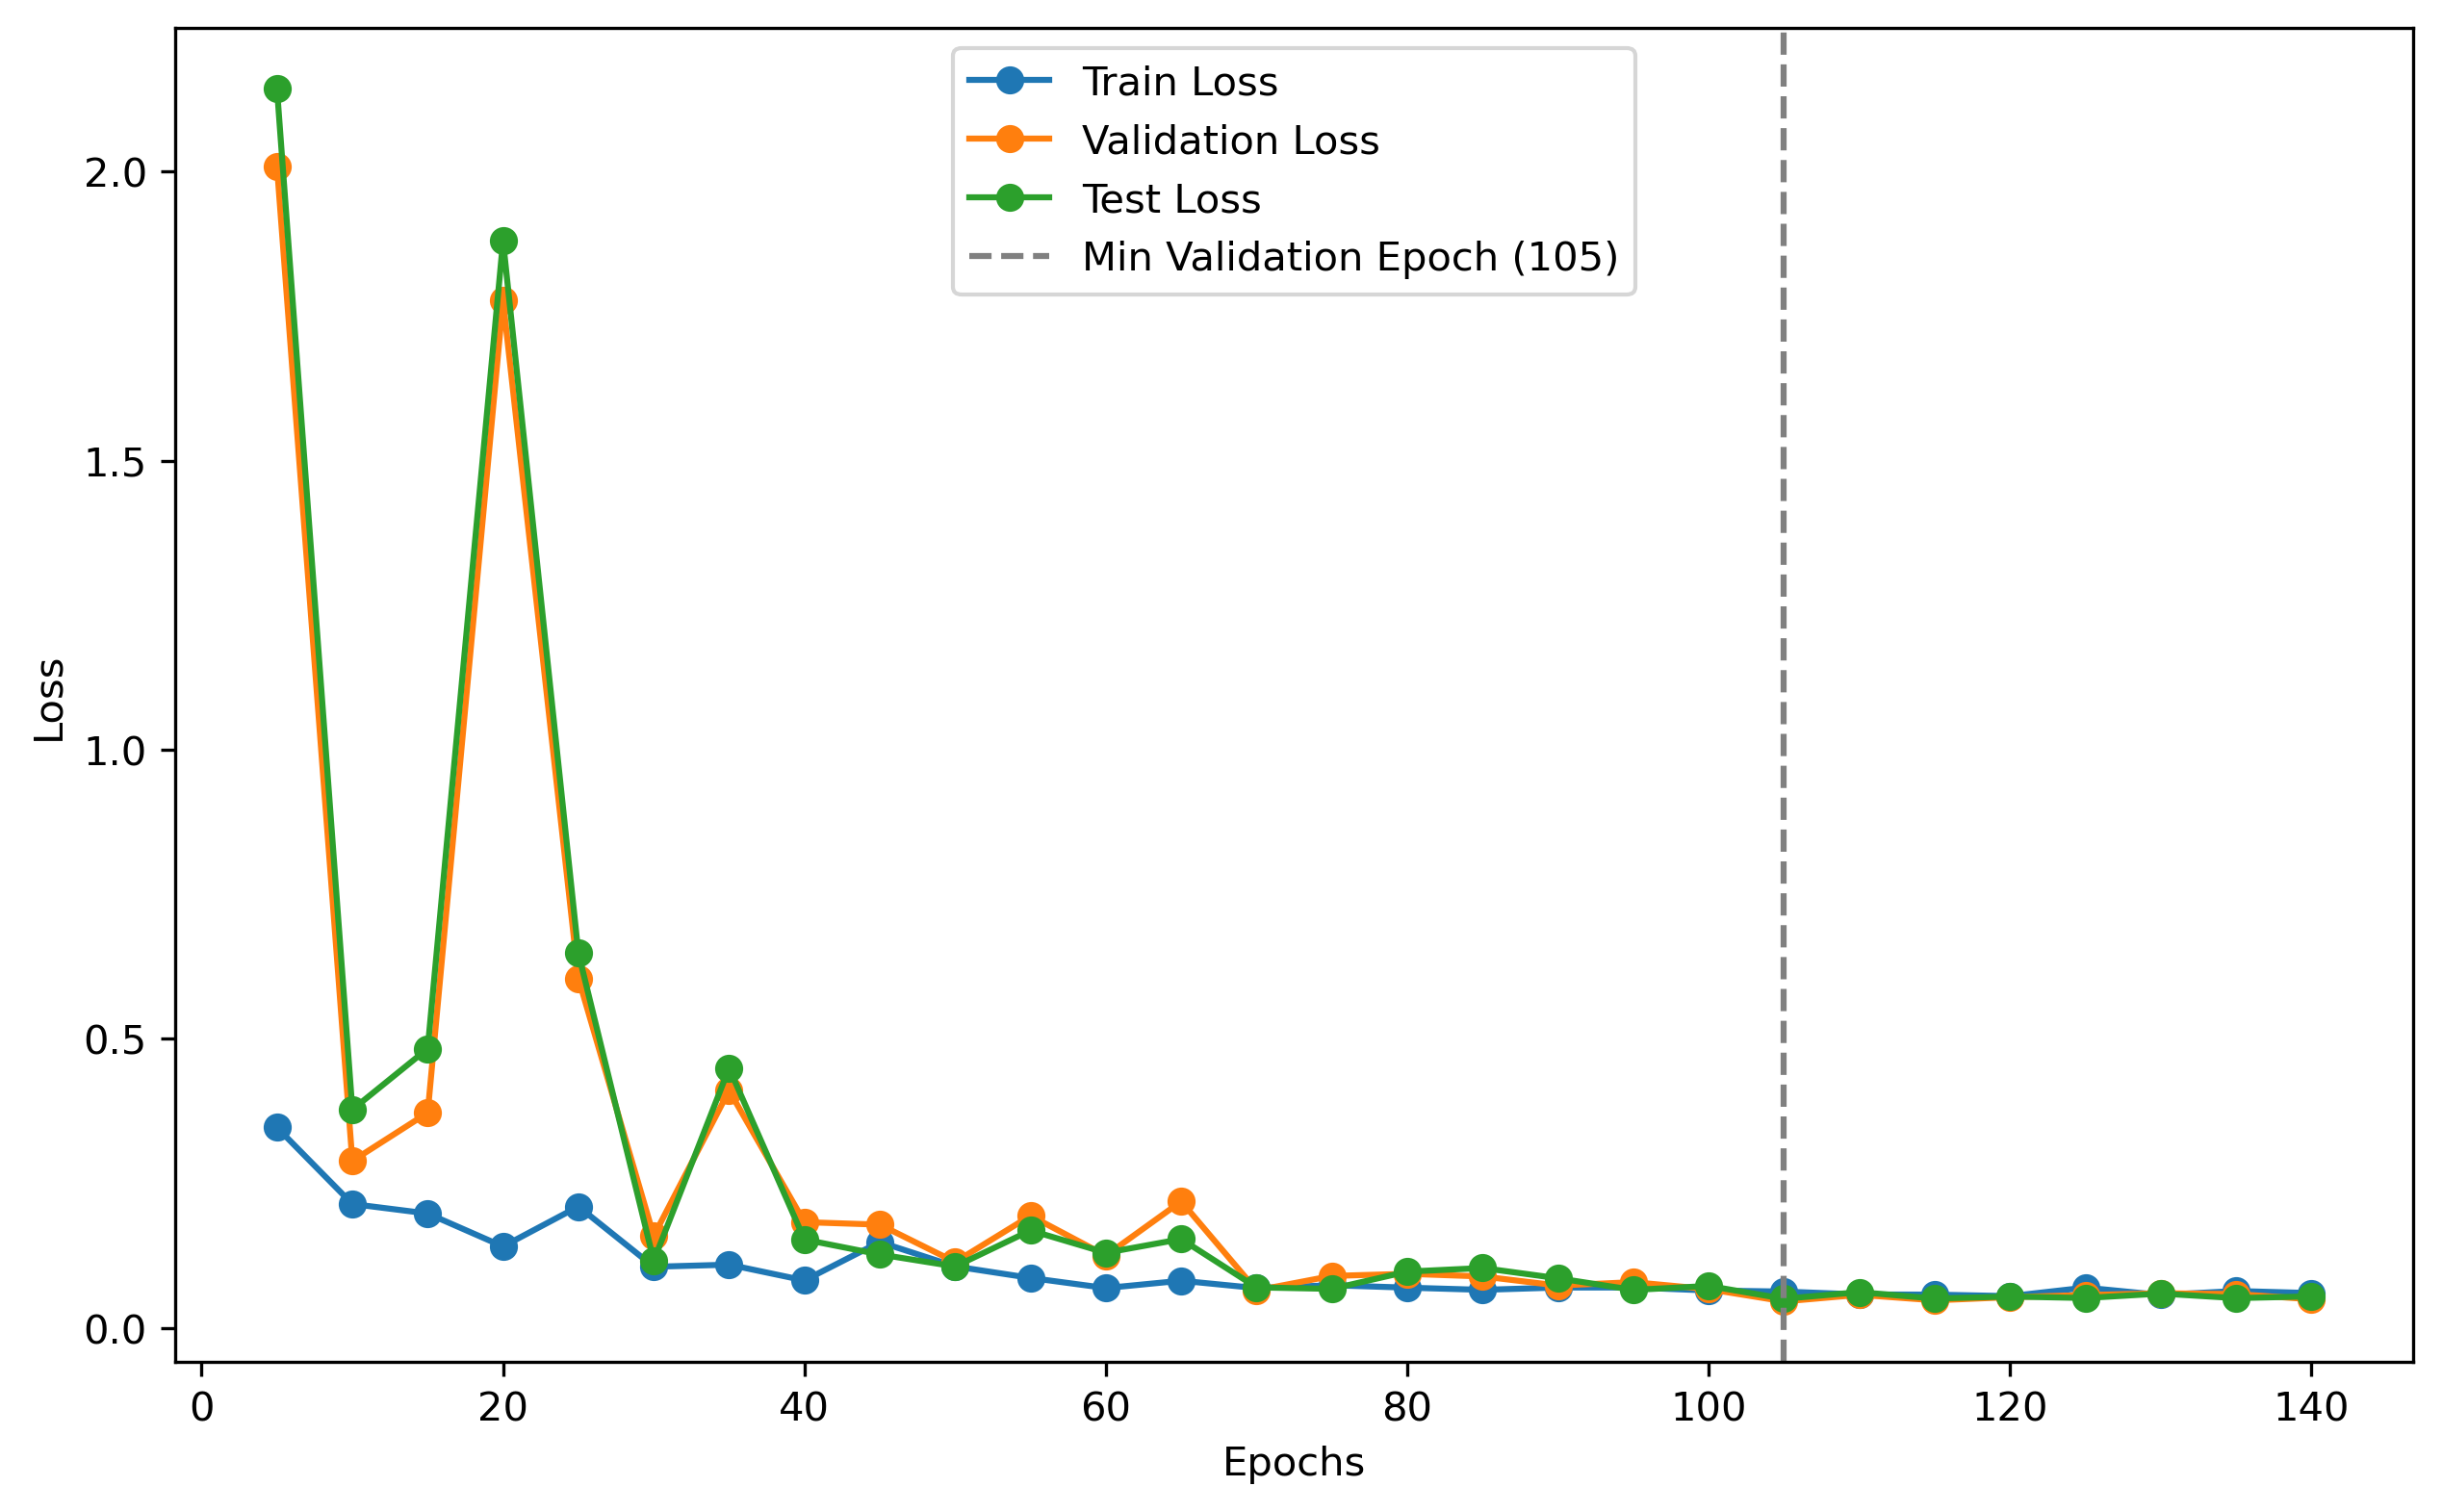 Train Loss
Validation Loss
Test Loss
Min Validation Epoch (105)
2.0
1.5
1.0
0.5
0.0
Loss
0 20 40 60 80 100 120 140
Epochs